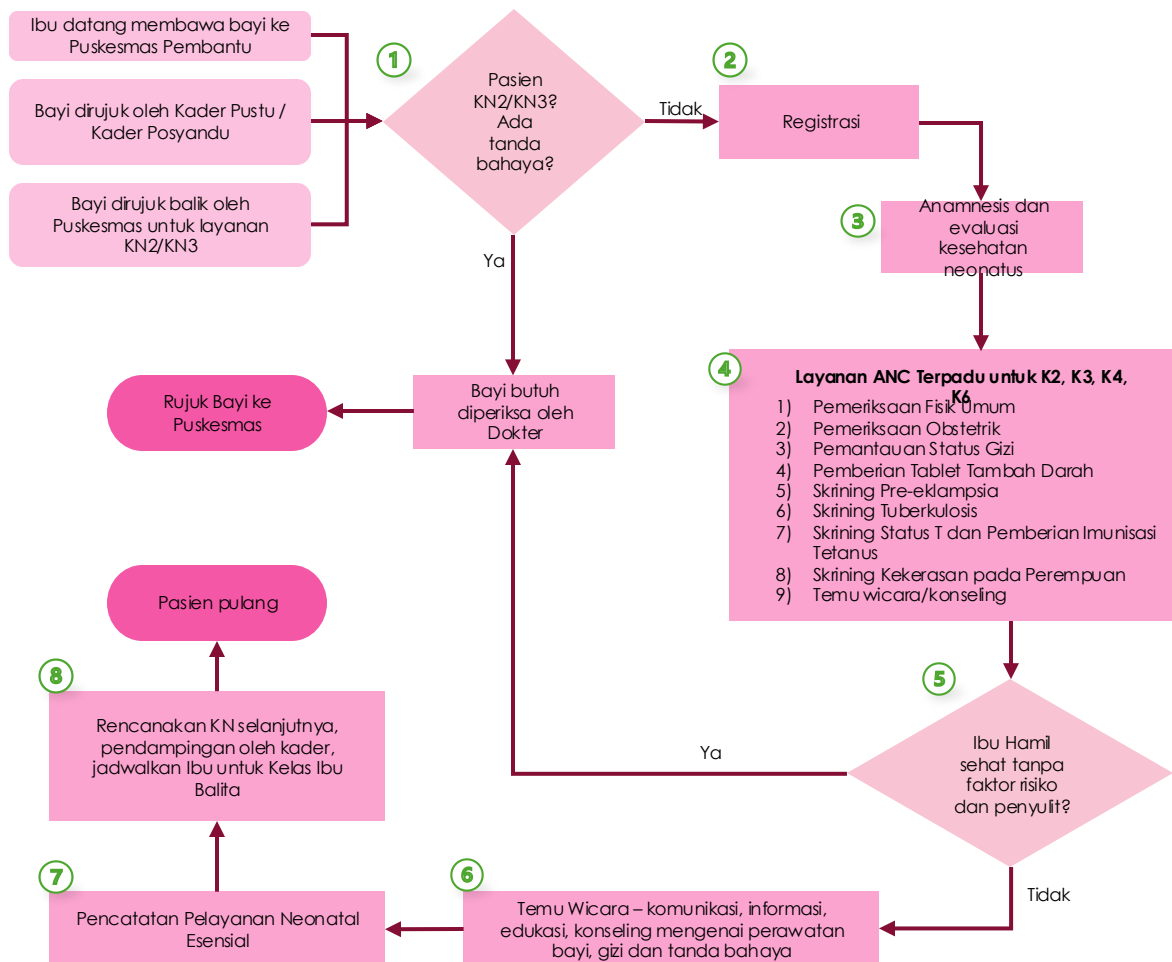 Ibu datang membawa bayi ke
Puskesmas Pembantu
Bayi dirujuk oleh Kader Pustu /
Kader Posyandu
Bayi dirujuk balik oleh
Puskesmas untuk layanan
KN2/KN3
1
Pasien
KN2/KN3?
Ada
tanda
bahaya?
Tidak
Ya
2
Registrasi
3
Anamnesis dan
evaluasi
kesehatan
neonatus
4
Layanan ANC Terpadu untuk K2, K3, K4,
K6
1) Pemeriksaan Fisik Umum
2) Pemeriksaan Obstetrik
3) Pemantauan Status Gizi
4) Pemberian Tablet Tambah Darah
5) Skrining Pre-eklampsia
6) Skrining Tuberkulosis
7) Skrining Status T dan Pemberian Imunisasi
Tetanus
8) Skrining Kekerasan pada Perempuan
9) Temu wicara/konseling
Bayi butuh
diperiksa oleh
Dokter
Rujuk Bayi ke
Puskesmas
5
Ibu Hamil
sehat tanpa
faktor risiko
dan penyulit?
Ya
Tidak
6
Temu Wicara – komunikasi, informasi,
edukasi, konseling mengenai perawatan
bayi, gizi dan tanda bahaya
7
Pencatatan Pelayanan Neonatal
Esensial
8
Rencanakan KN selanjutnya,
pendampingan oleh kader,
jadwalkan Ibu untuk Kelas Ibu
Balita
Pasien pulang